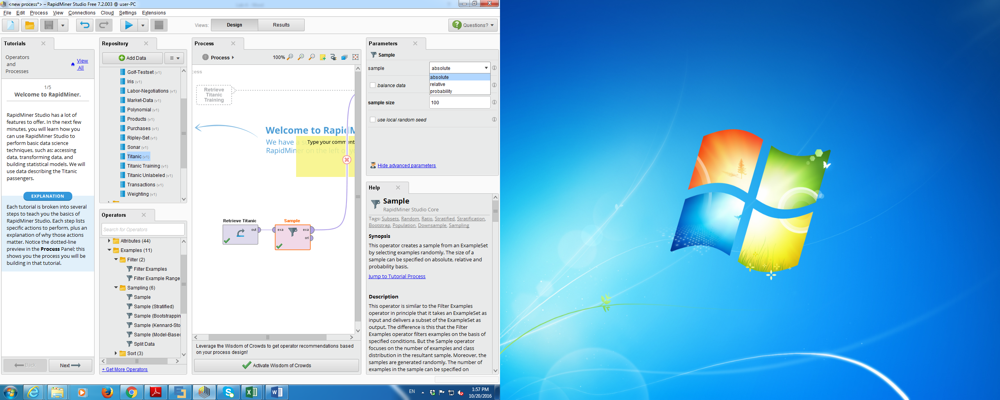 <new process*> – RapidMiner Studio Free 7.2.003 @ user-PC
File Edit Process View Connections Cloud Settings Extensions
Views: Design Results
Questions?
Tutorials
Operators
and
Processes
View
All
1/5
Welcome to RapidMiner.
RapidMiner Studio has a lot of
features to offer. In the next few
minutes, you will learn how you
can use RapidMiner Studio to
perform basic data science
techniques, such as: accessing
data, transforming data, and
building statistical models. We will
use data describing the Titanic
passengers.
EXPLANATION
Each tutorial is broken into several
steps to teach you the basics of
RapidMiner Studio. Each step lists
specific actions to perform, plus an
explanation of why those actions
matter. Notice the dotted-line
preview in the Process Panel; this
shows you the process you will be
building in that tutorial.
Back
Next
Repository
Add Data
Golf-Testset (v1)
Iris (v1)
Labor-Negotiations (v1)
Market-Data (v1)
Polynomial (v1)
Products (v1)
Purchases (v1)
Ripley-Set (v1)
Sonar (v1)
Titanic (v1)
Titanic Training (v1)
Titanic Unlabeled (v1)
Transactions (v1)
Weighting (v1)
Operators
Search for Operators
Attributes (44)
Examples (11)
Filter (2)
Filter Examples
Filter Example Range
Sampling (6)
Sample
Sample (Stratified)
Sample (Bootstrappin
Sample (Kennard-Sto
Sample (Model-Based
Split Data
Sort (3)
+ Get More Operators
Process
Process
100%
cess
Retrieve
Titanic
Training
Welcome to RapidM
We have a su
Type your comment
RapidMiner on the left of yo
Retrieve Titanic
out
Sample
exa
exa
ori
Leverage the Wisdom of Crowds to get operator recommendations based
on your process design!
Activate Wisdom of Crowds
Parameters
Sample
sample
absolute
absolute
relative
probability
balance data
sample size
100
use local random seed
Hide advanced parameters
Help
Sample
RapidMiner Studio Core
Tags: Subsets, Random, Ratio, Stratified, Stratification,
Bootstrap, Population, Downsample, Sampling
Synopsis
This operator creates a sample from an ExampleSet
by selecting examples randomly. The size of a
sample can be specified on absolute, relative and
probability basis.
Jump to Tutorial Process
Description
This operator is similar to the Filter Examples
operator in principle that it takes an ExampleSet as
input and delivers a subset of the ExampleSet as
output. The difference is this that the Filter
Examples operator filters examples on the basis of
specified conditions. But the Sample operator
focuses on the number of examples and class
distribution in the resultant sample. Moreover, the
samples are generated randomly. The number of
examples in the sample can be specified on
EN
1:57 PM
10/20/2016